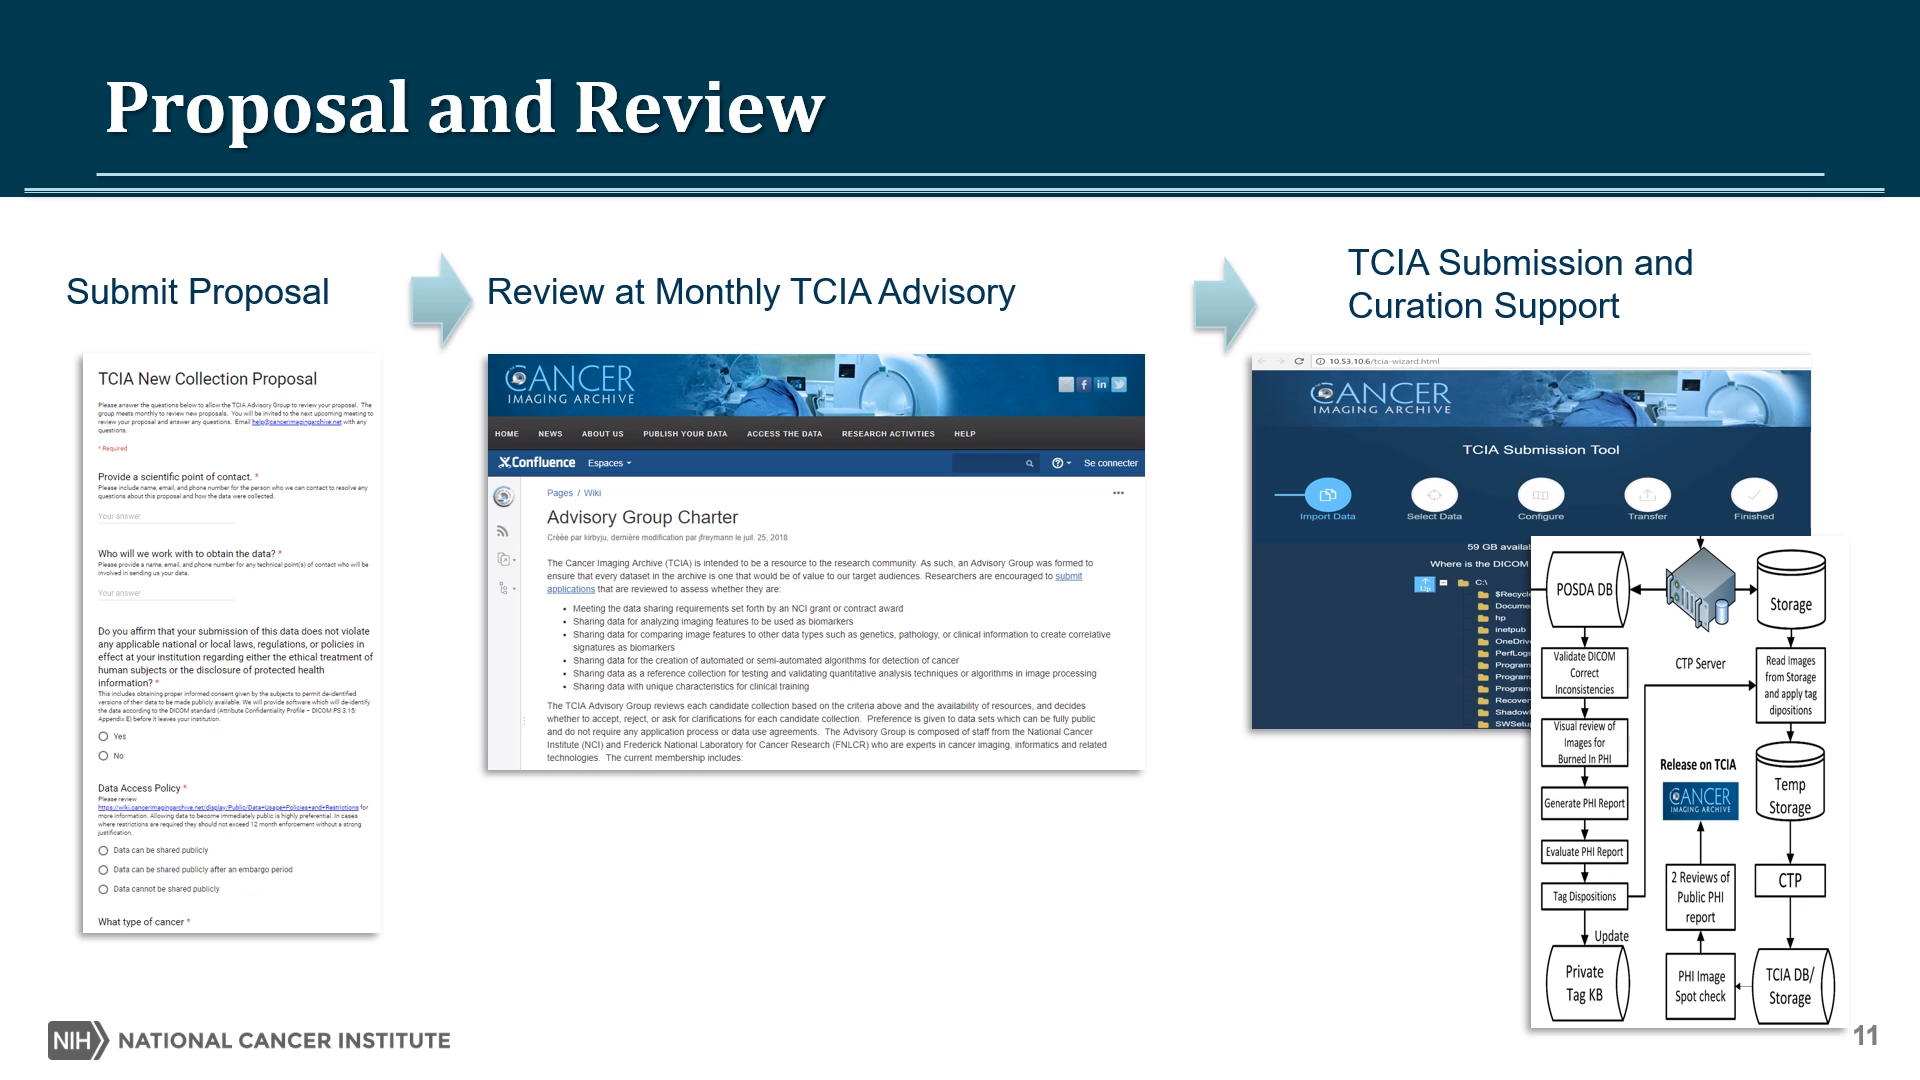 Proposal and Review
Submit Proposal
Review at Monthly TCIA Advisory
TCIA Submission and
Curation Support
TCIA New Collection Proposal
Please answer the questions below to allow the TCIA Advisory Group to review your proposal. The
group meets monthly to review new proposals. You will be invited to the next upcoming meeting to
review your proposal and answer any questions. Email help@cancerimagingarchive.net with any
questions.
* Required
Provide a scientific point of contact. *
Please include name, email, and phone number for the person who we can contact to resolve any
questions about this proposal and how the data were collected.
Your answer
Who will we work with to obtain the data? *
Please provide a name, email, and phone number for any technical point(s) of contact who will be
involved in sending us your data.
Your answer
Do you affirm that your submission of this data does not violate
any applicable national or local laws, regulations, or policies in
effect at your institution regarding either the ethical treatment of
human subjects or the disclosure of protected health
information? *
This includes obtaining proper informed consent given by the subjects to permit de-identified
versions of their data to be made publicly available. We will provide software which will de-identify
the data according to the DICOM standard (Attribute Confidentiality Profile – DICOM PS 3.15:
Appendix E) before it leaves your institution.
Yes
No
Data Access Policy *
Please review
https://wiki.cancerimagingarchive.net/display/Public/Data+Usage+Policies+and+Restrictions for
more information. Allowing data to become immediately public is highly preferential. In cases
where restrictions are required they should not exceed 12 month enforcement without a strong
justification.
Data can be shared publicly
Data can be shared publicly after an embargo period
Data cannot be shared publicly
What type of cancer *
CANCER
IMAGING ARCHIVE
HOME NEWS ABOUT US PUBLISH YOUR DATA ACCESS THE DATA RESEARCH ACTIVITIES HELP
Confluence Espaces Se connecter
Pages / Wiki
Advisory Group Charter
Créée par kirbyju, dernière modification par jfreymann le juil. 25, 2018
The Cancer Imaging Archive (TCIA) is intended to be a resource to the research community. As such, an Advisory Group was formed to
ensure that every dataset in the archive is one that would be of value to our target audiences. Researchers are encouraged to submit
applications that are reviewed to assess whether they are:
• Meeting the data sharing requirements set forth by an NCI grant or contract award
• Sharing data for analyzing imaging features to be used as biomarkers
• Sharing data for comparing image features to other data types such as genetics, pathology, or clinical information to create correlative
signatures as biomarkers
• Sharing data for the creation of automated or semi-automated algorithms for detection of cancer
• Sharing data as a reference collection for testing and validating quantitative analysis techniques or algorithms in image processing
• Sharing data with unique characteristics for clinical training
The TCIA Advisory Group reviews each candidate collection based on the criteria above and the availability of resources, and decides
whether to accept, reject, or ask for clarifications for each candidate collection. Preference is given to data sets which can be fully public
and do not require any application process or data use agreements. The Advisory Group is composed of staff from the National Cancer
Institute (NCI) and Frederick National Laboratory for Cancer Research (FNLCR) who are experts in cancer imaging, informatics and related
technologies. The current membership includes:
10.53.10.6/tcia-wizard.html
CANCER
IMAGING ARCHIVE
TCIA Submission Tool
Import Data Select Data Configure Transfer Finished
59 GB availab
Where is the DICOM
Up
C:\
$Recycle
Docume
hp
inetpub
OneDrive
PerfLogs
Program
Program
Program
Recover
Shadow
SWSetu
POSDA DB
Storage
CTP Server
Validate DICOM
Correct
Inconsistencies
Read Images
from Storage
and apply tag
dipositions
Visual review of
Images for
Burned In PHI
Release on TCIA
CANCER
IMAGING ARCHIVE
Temp
Storage
Generate PHI Report
Evaluate PHI Report
Tag Dispositions
2 Reviews of
Public PHI
report
CTP
Update
Private
Tag KB
PHI Image
Spot check
TCIA DB/
Storage
NIH NATIONAL CANCER INSTITUTE
11